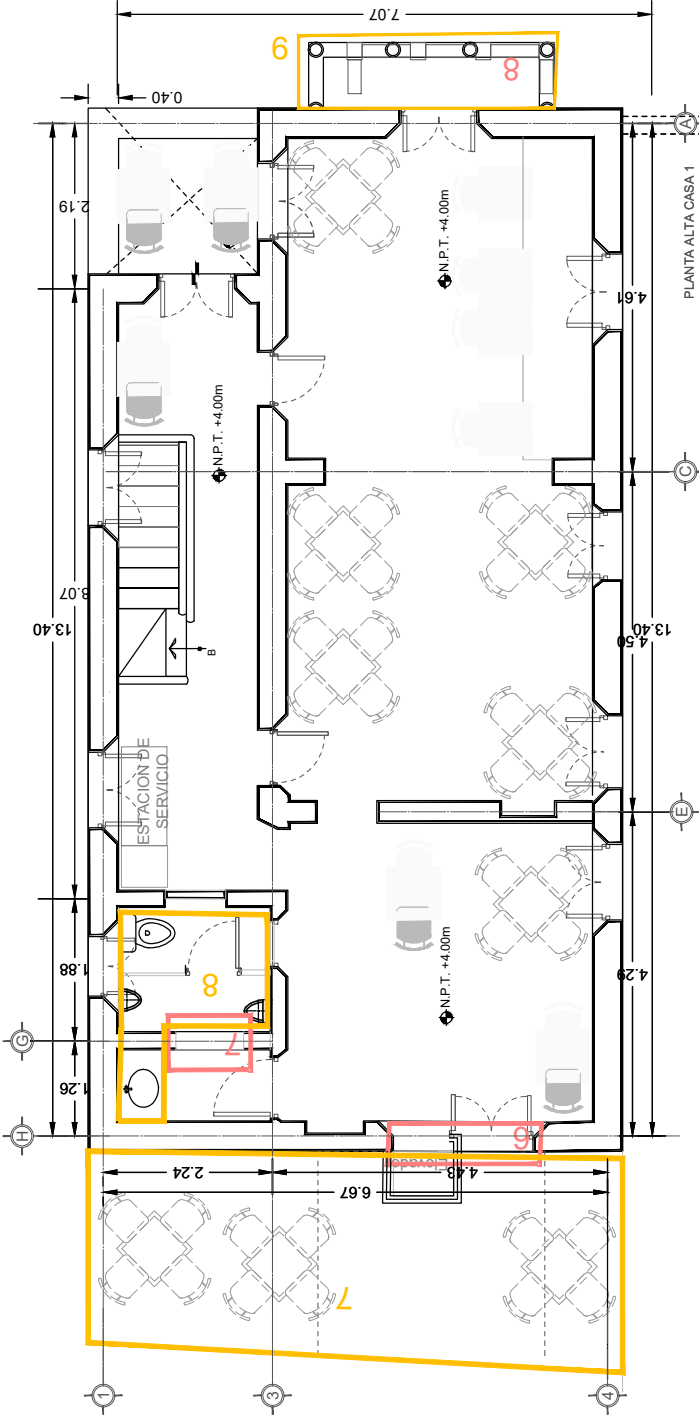 7.07
9
8
0.40
A
2.19
PLANTA ALTA CASA 1
N.P.T. +4.00m
4.61
N.P.T. +4.00m
C
8.07
13.40
13.40
4.50
B
ESTACION DE
SERVICIO
E
8
1.88
N.P.T. +4.00m
4.29
G
7
1.26
H
6
Elevador
2.24
4.43
6.67
7
1
3
4